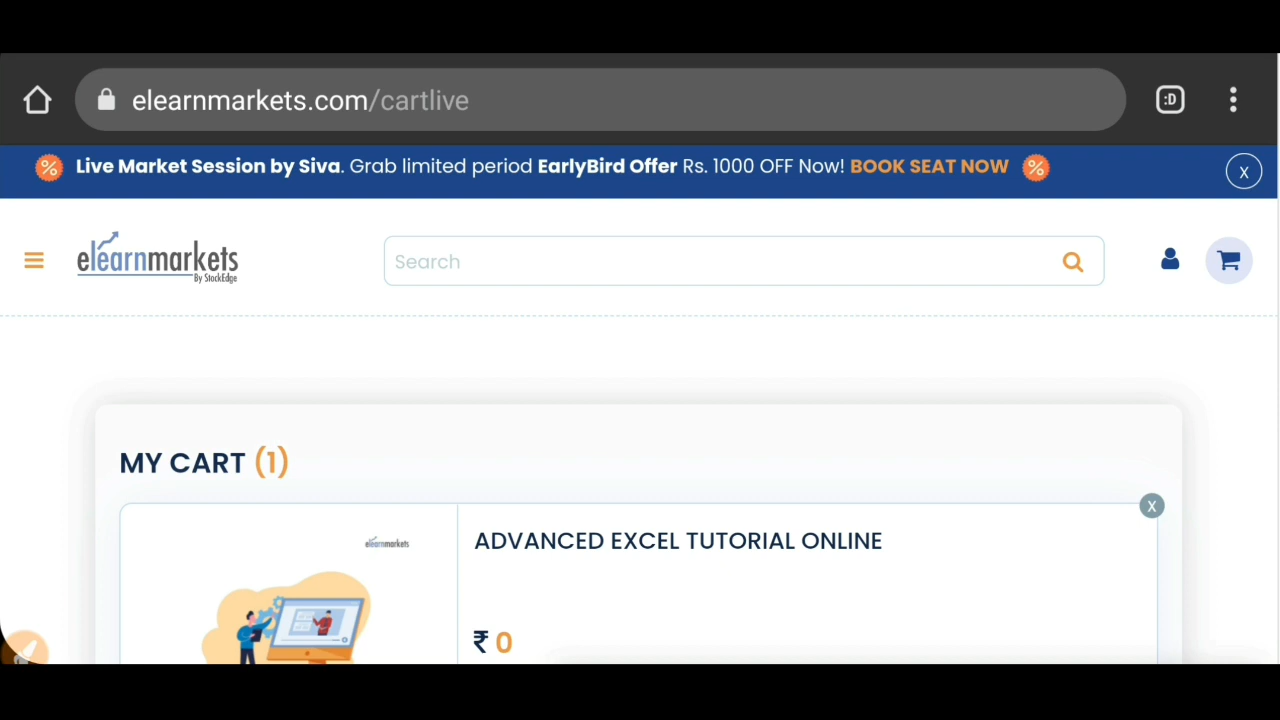 elearnmarkets.com/cartlive
:D
Live Market Session by Siva. Grab limited period EarlyBird Offer Rs. 1000 OFF Now! BOOK SEAT NOW
X
elearnmarkets
By StockEdge
Search
MY CART (1)
X
elearnmarkets
ADVANCED EXCEL TUTORIAL ONLINE
₹ 0